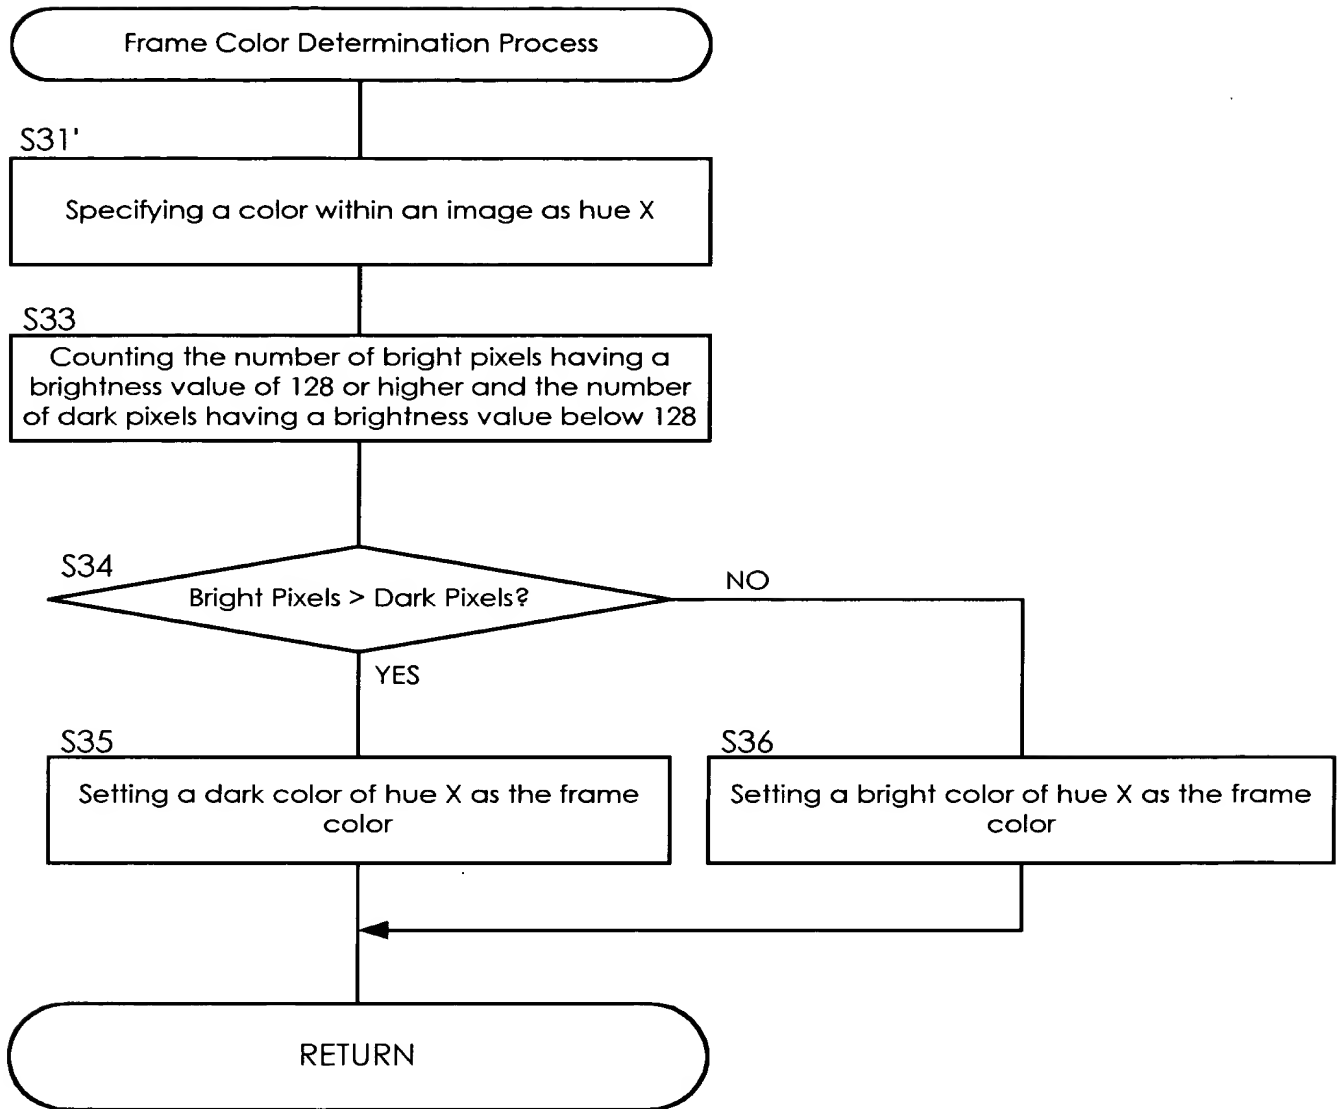 Frame Color Determination Process
S31'
Specifying a color within an image as hue X
S33
Counting the number of bright pixels having a
brightness value of 128 or higher and the number
of dark pixels having a brightness value below 128
S34
Bright Pixels > Dark Pixels?
NO
YES
S35
Setting a dark color of hue X as the frame
color
S36
Setting a bright color of hue X as the frame
color
RETURN